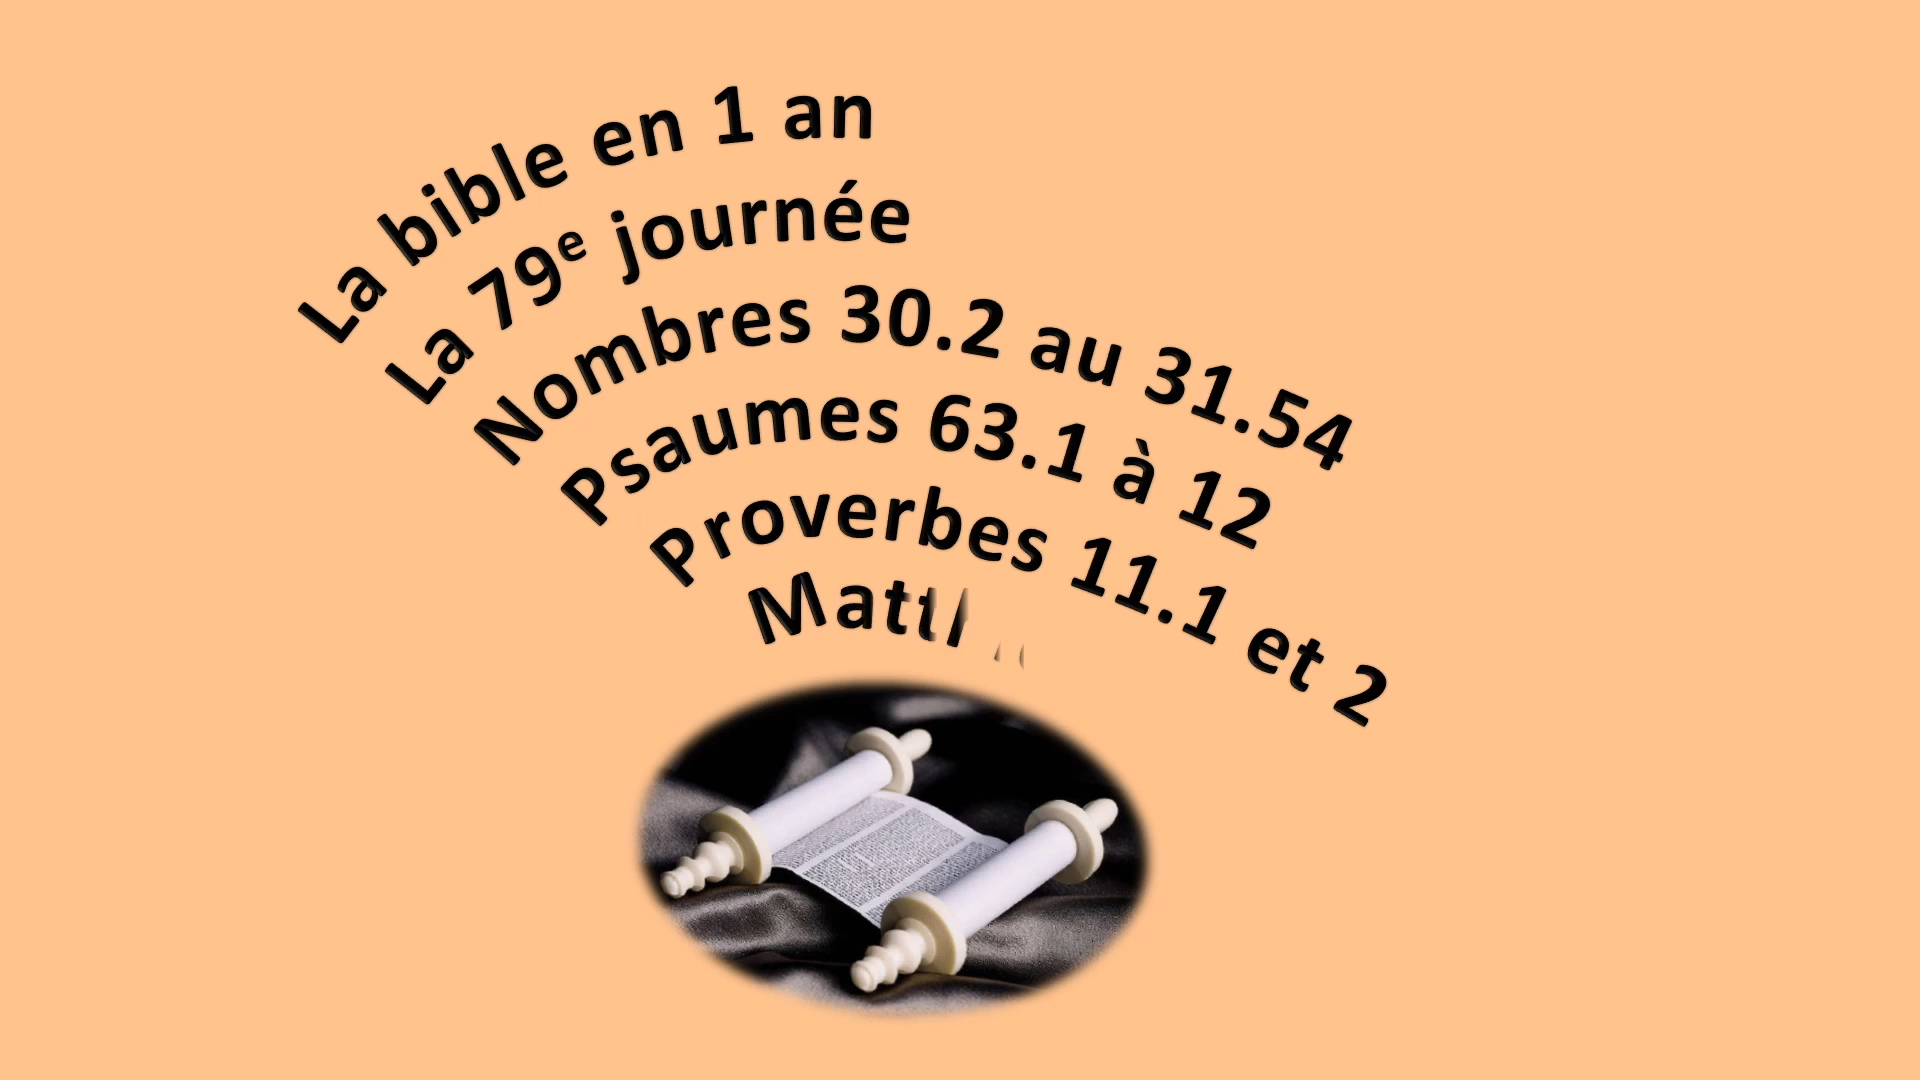 La bible en 1 an
La 79e journée
Nombres 30.2 au 31.54
Psaumes 63.1 à 12
Proverbes 11.1 et 2